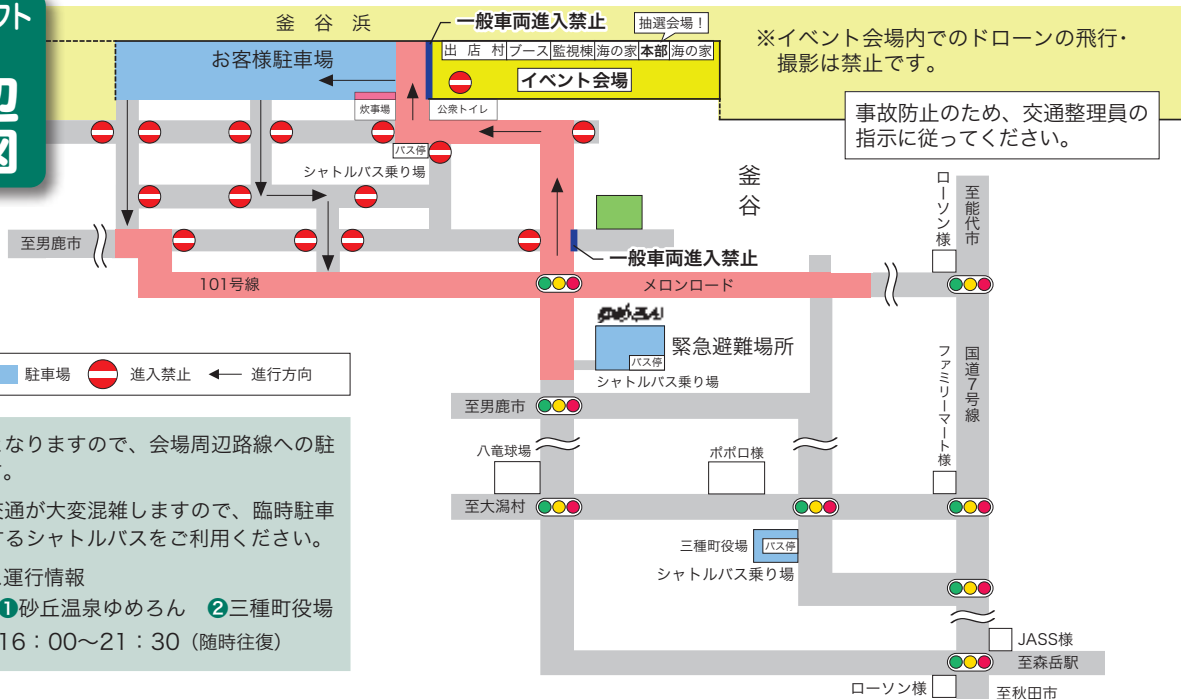 フト
辺
図
釜谷浜
一般車両進入禁止
抽選会場！
お客様駐車場
出店村
ブース
監視棟
海の家
本部
海の家
イベント会場
※イベント会場内でのドローンの飛行・
撮影は禁止です。
炊事場
公衆トイレ
事故防止のため、交通整理員の
指示に従ってください。
バス停
シャトルバス乗り場
釜谷
ローソン様
至能代市
至男鹿市
一般車両進入禁止
101号線
メロンロード
ゆめろん
緊急避難場所
バス停
シャトルバス乗り場
駐車場
進入禁止
進行方向
ファミリーマート様
国道7号線
至男鹿市
八竜球場
ポポロ様
となりますので、会場周辺路線への駐
す。
交通が大変混雑しますので、臨時駐車
するシャトルバスをご利用ください。
至大潟村
三種町役場
バス停
シャトルバス乗り場
ス運行情報
❶砂丘温泉ゆめろん ❷三種町役場
16：00〜21：30（随時往復）
JASS様
至森岳駅
ローソン様
至秋田市